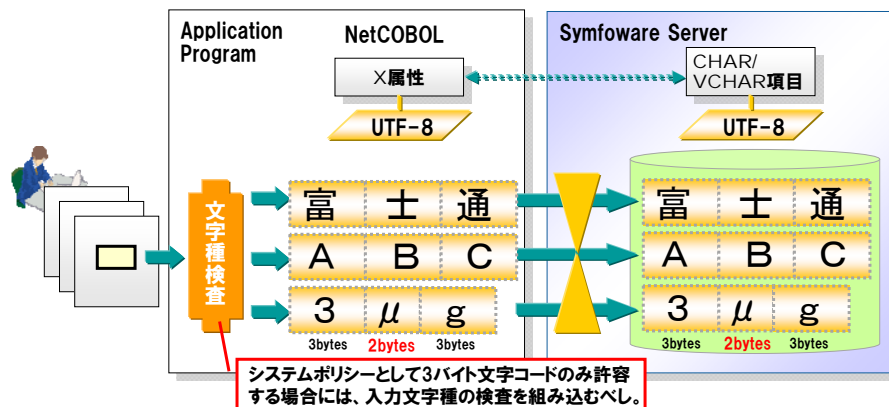 Application
Program
NetCOBOL
X属性
UTF-8
Symfoware Server
CHAR/
VCHAR項目
UTF-8
文字種検査
富 士 通
A B C
3 μ g
3bytes 2bytes 3bytes
富 士 通
A B C
3 μ g
3bytes 2bytes 3bytes
システムポリシーとして3バイト文字コードのみ許容
する場合には、入力文字種の検査を組み込むべし。